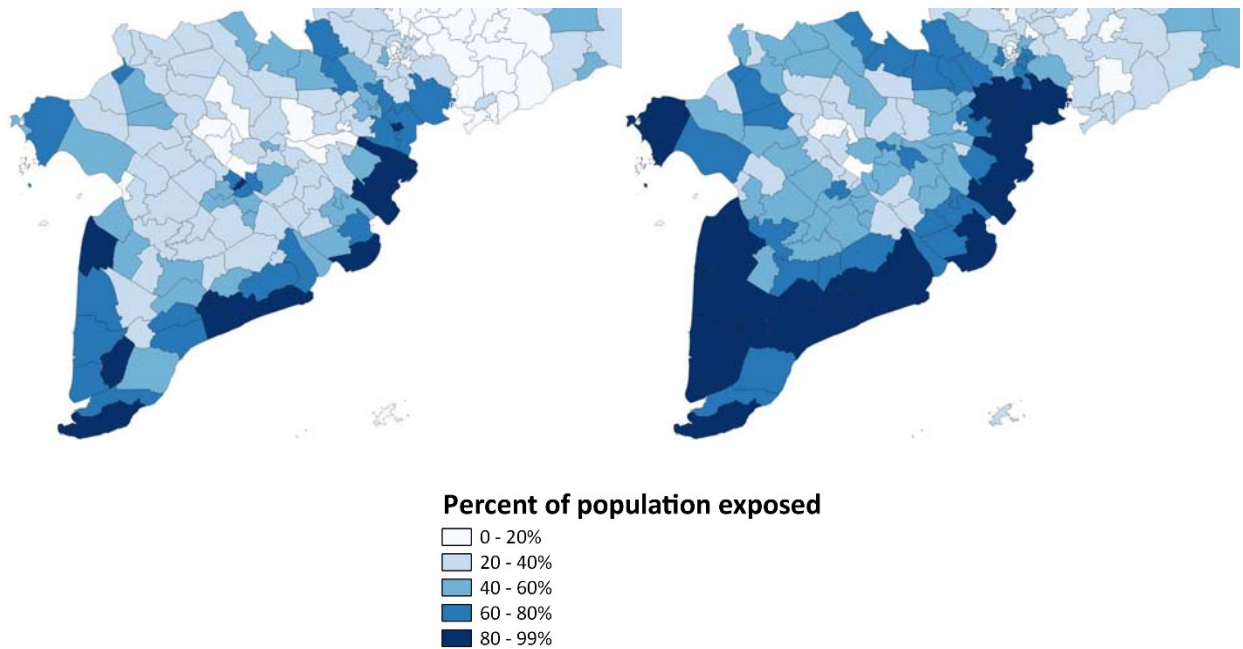 Percent of population exposed
0 - 20%
20 - 40%
40 - 60%
60 - 80%
80 - 99%